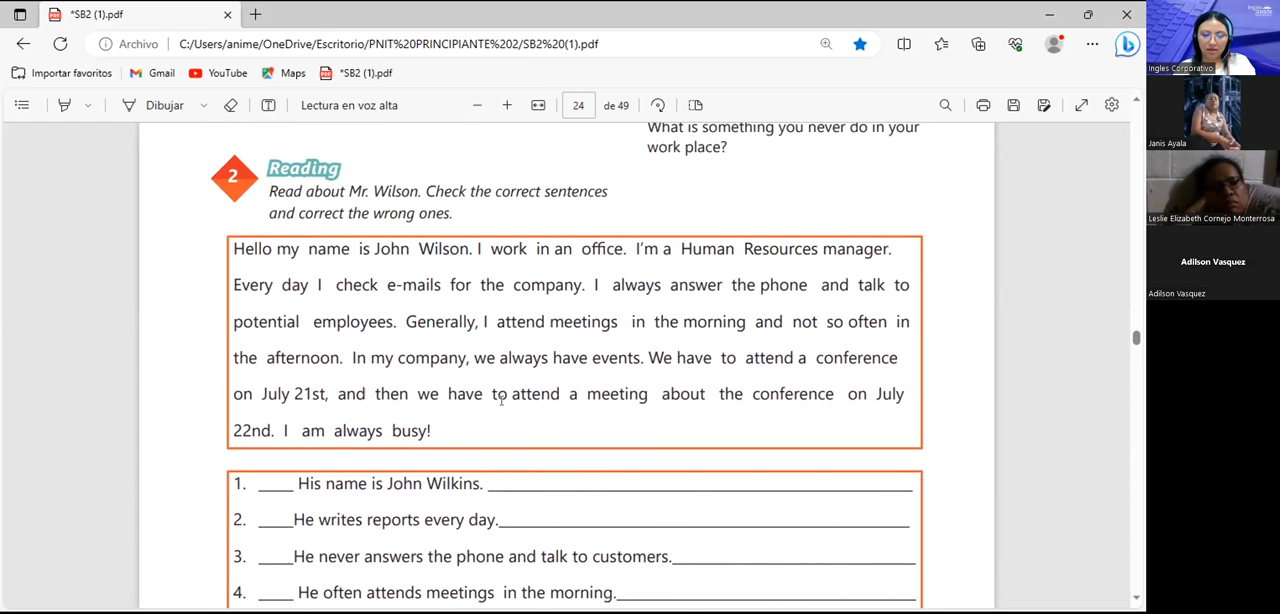 *SB2 (1).pdf
Archivo C:/Users/anime/OneDrive/Escritorio/PNIT%20PRINCIPIANTE%202/SB2%20(1).pdf
Importar favoritos Gmail YouTube Maps *SB2 (1).pdf
Dibujar Lectura en voz alta 24 de 49
What is something you never do in your
work place?
2 Reading
Read about Mr. Wilson. Check the correct sentences
and correct the wrong ones.
Hello my name is John Wilson. I work in an office. I'm a Human Resources manager.
Every day I check e-mails for the company. I always answer the phone and talk to
potential employees. Generally, I attend meetings in the morning and not so often in
the afternoon. In my company, we always have events. We have to attend a conference
on July 21st, and then we have to attend a meeting about the conference on July
22nd. I am always busy!
1. ____ His name is John Wilkins. ____
2. ____He writes reports every day.____
3. ____He never answers the phone and talk to customers.____
4. ____ He often attends meetings in the morning.____
Ingles Corporativo
Janis Ayala
Leslie Elizabeth Cornejo Monterrosa
Adilson Vasquez
Adilson Vasquez